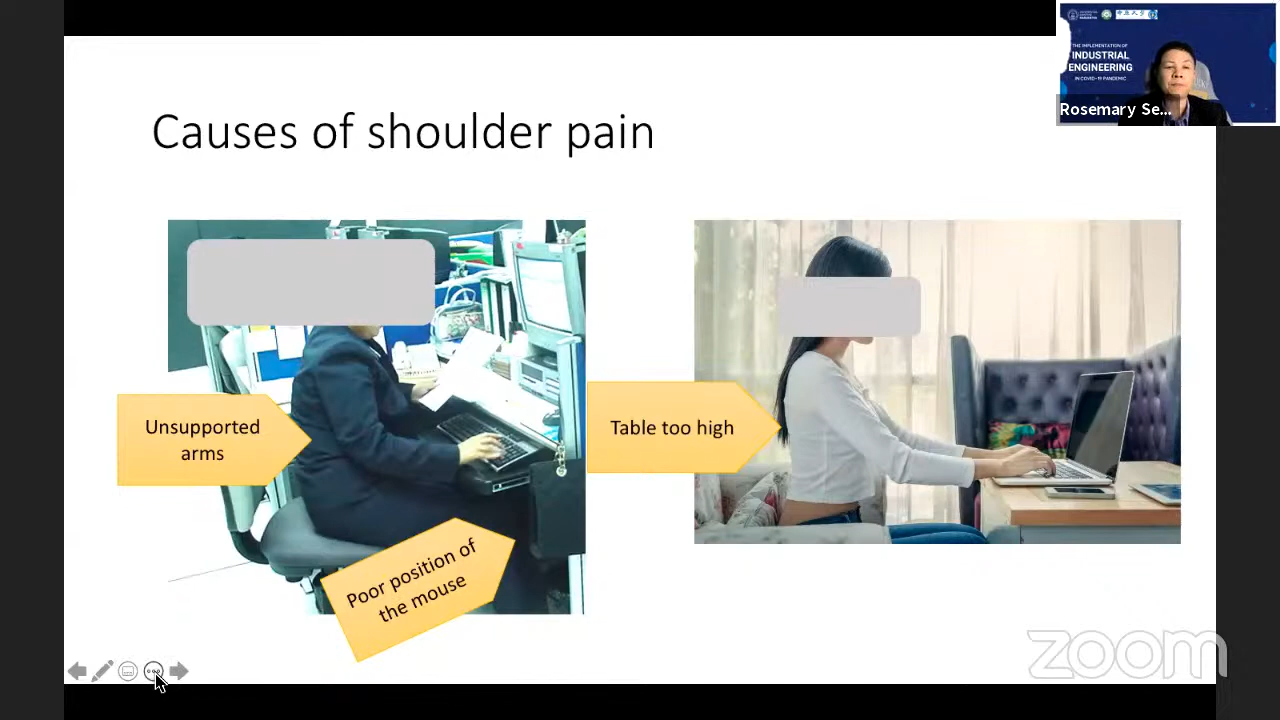 THE IMPLEMENTATION OF
INDUSTRIAL
ENGINEERING
IN COVID-19 PANDEMIC
Rosemary Se...
Causes of shoulder pain
Unsupported
arms
Table too high
Poor position of
the mouse
zoom